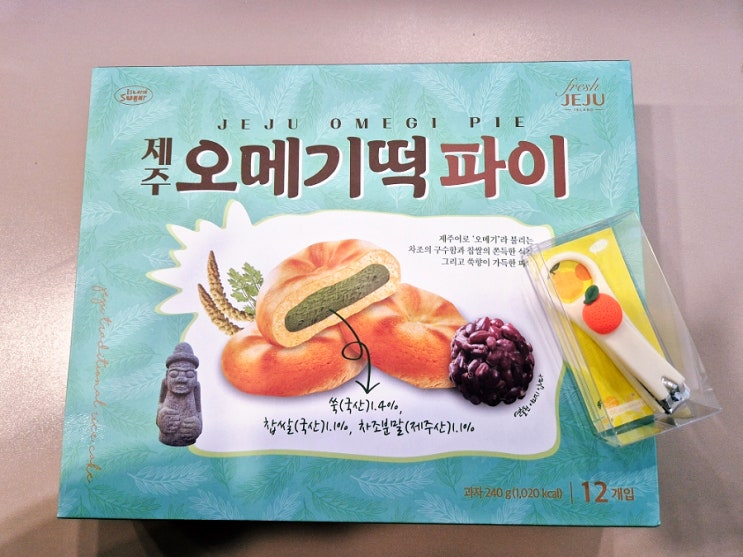 ISLAND
SWEET
fresh
JEJU
JEJU OMEGI PIE
제주 오메기떡 파이
제주어로 '오메기'라 불리는
차조의 구수함과 찹쌀의 쫀득한 식
그리고 쑥향이 가득한 파
쑥(국산)1.4%,
찹쌀(국산)1.1%, 차조분말(제주산)1.1%
과자 240 g(1,020 kcal) | 12개입